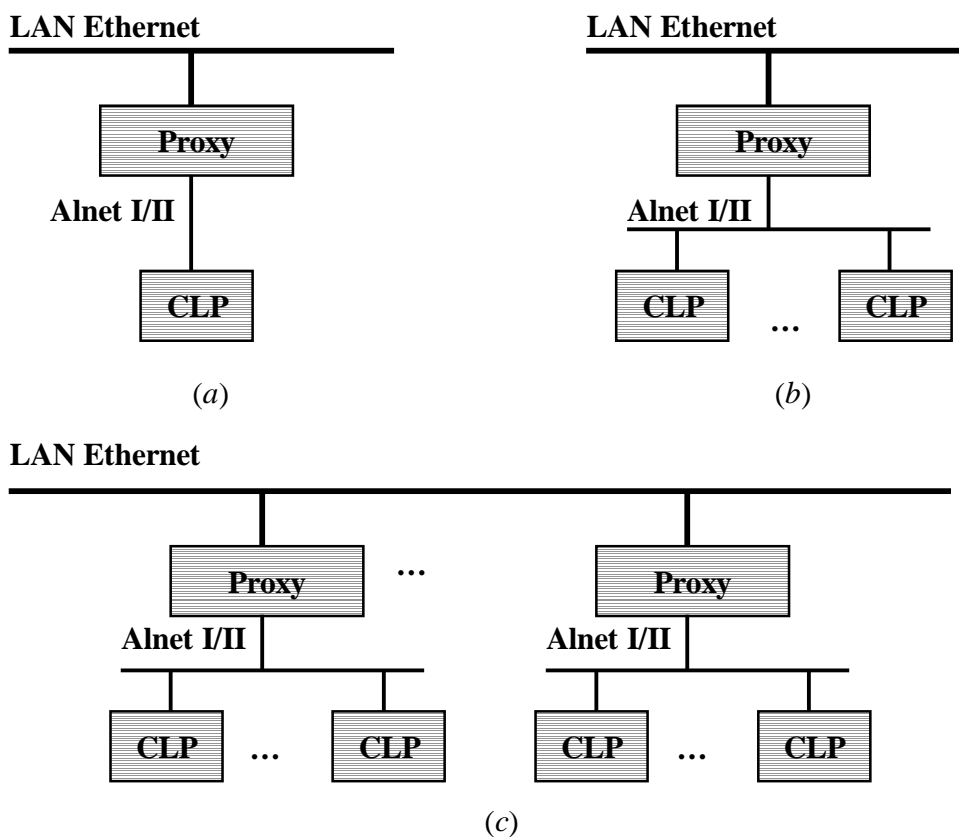 LAN Ethernet
Proxy
Alnet I/II
CLP
(a)
LAN Ethernet
Proxy
Alnet I/II
CLP
...
CLP
(b)
LAN Ethernet
Proxy
...
Proxy
Alnet I/II
Alnet I/II
CLP
...
CLP
CLP
...
CLP
(c)